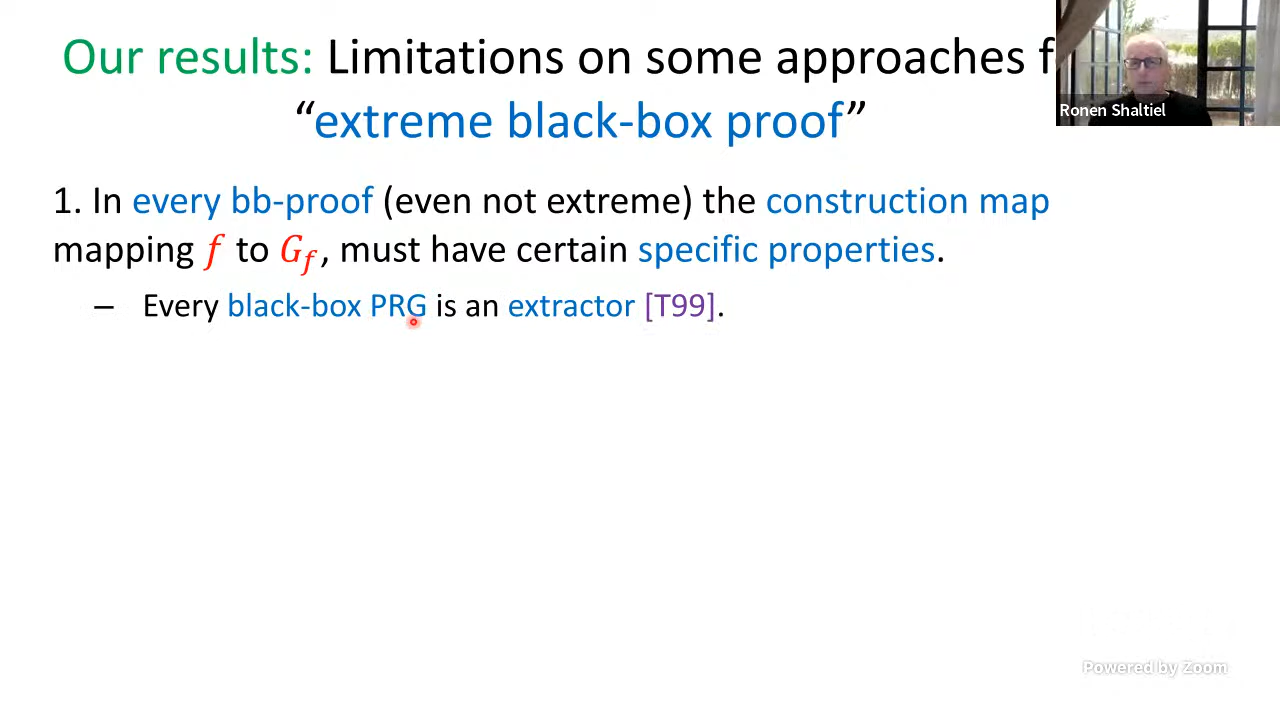 Our results: Limitations on some approaches f
“extreme black-box proof”
Ronen Shaltiel
1. In every bb-proof (even not extreme) the construction map
mapping f to G_f, must have certain specific properties.
– Every black-box PRG is an extractor [T99].
Powered by Zoom